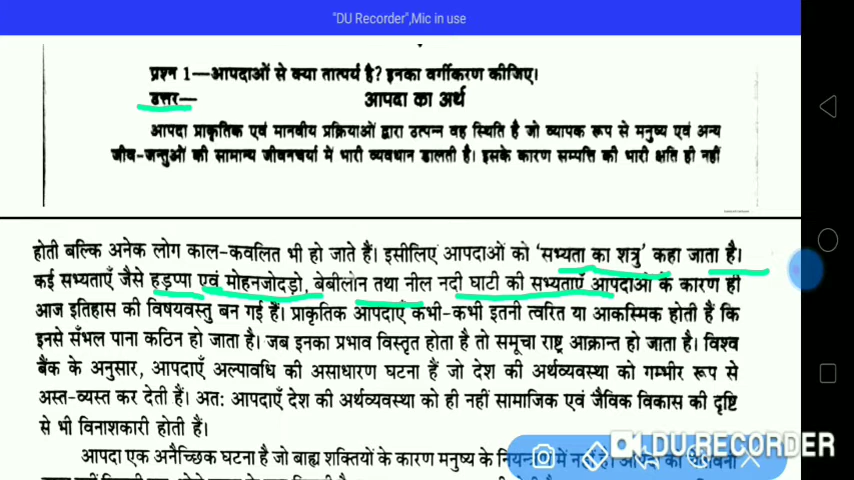 "DU Recorder",Mic in use
प्रश्न 1—आपदाओं से क्या तात्पर्य है? इनका वर्गीकरण कीजिए।
उत्तर— आपदा का अर्थ
आपदा प्राकृतिक एवं मानवीय प्रक्रियाओं द्वारा उत्पन्न वह स्थिति है जो व्यापक रूप से मनुष्य एवं अन्य
जीव-जन्तुओं की सामान्य जीवनचर्या में भारी व्यवधान डालती है। इसके कारण सम्पत्ति की भारी क्षति ही नहीं
होती बल्कि अनेक लोग काल-कवलित भी हो जाते हैं। इसीलिए आपदाओं को ‘सभ्यता का शत्रु’ कहा जाता है।
कई सभ्यताएँ जैसे हड़प्पा एवं मोहनजोदड़ो, बेबीलोन तथा नील नदी घाटी की सभ्यताएँ आपदाओं के कारण ही
आज इतिहास की विषयवस्तु बन गई हैं। प्राकृतिक आपदाएँ कभी-कभी इतनी त्वरित या आकस्मिक होती हैं कि
इनसे सँभल पाना कठिन हो जाता है। जब इनका प्रभाव विस्तृत होता है तो समूचा राष्ट्र आक्रान्त हो जाता है। विश्व
बैंक के अनुसार, आपदाएँ अल्पावधि की असाधारण घटना हैं जो देश की अर्थव्यवस्था को गम्भीर रूप से
अस्त-व्यस्त कर देती हैं। अतः आपदाएँ देश की अर्थव्यवस्था को ही नहीं सामाजिक एवं जैविक विकास की दृष्टि
से भी विनाशकारी होती हैं।
आपदा एक अनैच्छिक घटना है जो बाह्य शक्तियों के कारण मनुष्य के नियन्त्रण में नहीं है। आपदा की
DU RECORDER